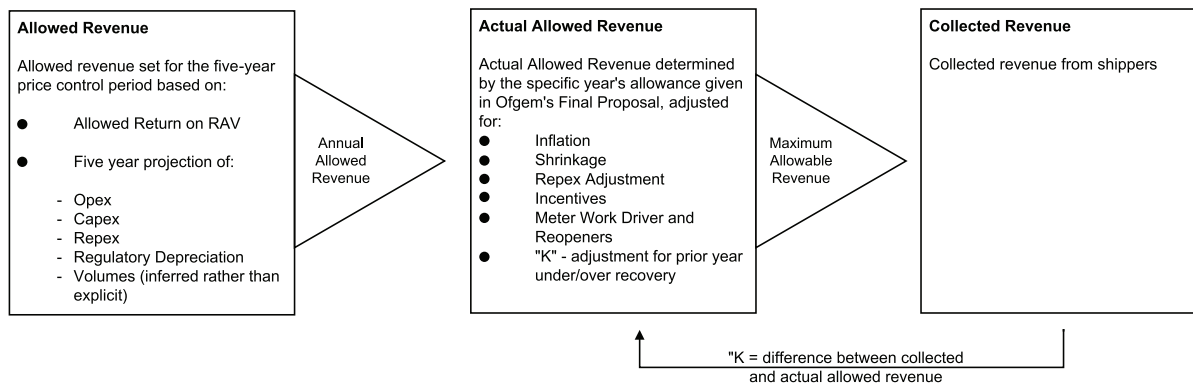 Allowed Revenue
Allowed revenue set for the five-year
price control period based on:
● Allowed Return on RAV
● Five year projection of:
- Opex
- Capex
- Repex
- Regulatory Depreciation
- Volumes (inferred rather than
explicit)
Annual
Allowed
Revenue
Actual Allowed Revenue
Actual Allowed Revenue determined
by the specific year's allowance given
in Ofgem's Final Proposal, adjusted
for:
● Inflation
● Shrinkage
● Repex Adjustment
● Incentives
● Meter Work Driver and
Reopeners
● "K" - adjustment for prior year
under/over recovery
Maximum
Allowable
Revenue
Collected Revenue
Collected revenue from shippers
"K = difference between collected
and actual allowed revenue